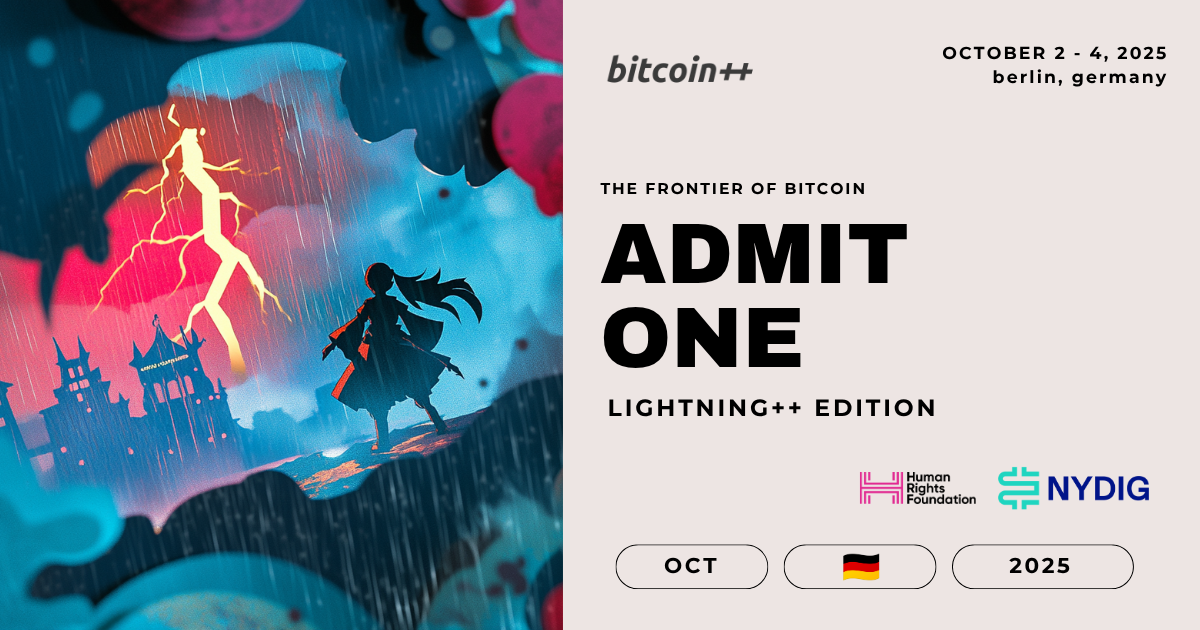 bitcoin++
OCTOBER 2 - 4, 2025
berlin, germany
THE FRONTIER OF BITCOIN
ADMIT
ONE
LIGHTNING++ EDITION
Human
Rights
Foundation
NYDIG
OCT
2025